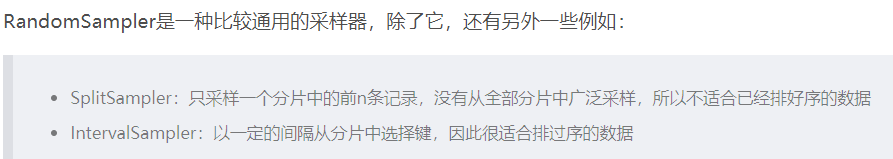 RandomSampler是一种比较通用的采样器，除了它，还有另外一些例如：
• SplitSampler：只采样一个分片中的前n条记录，没有从全部分片中广泛采样，所以不适合已经排好序的数据
• IntervalSampler：以一定的间隔从分片中选择键，因此很适合排过序的数据